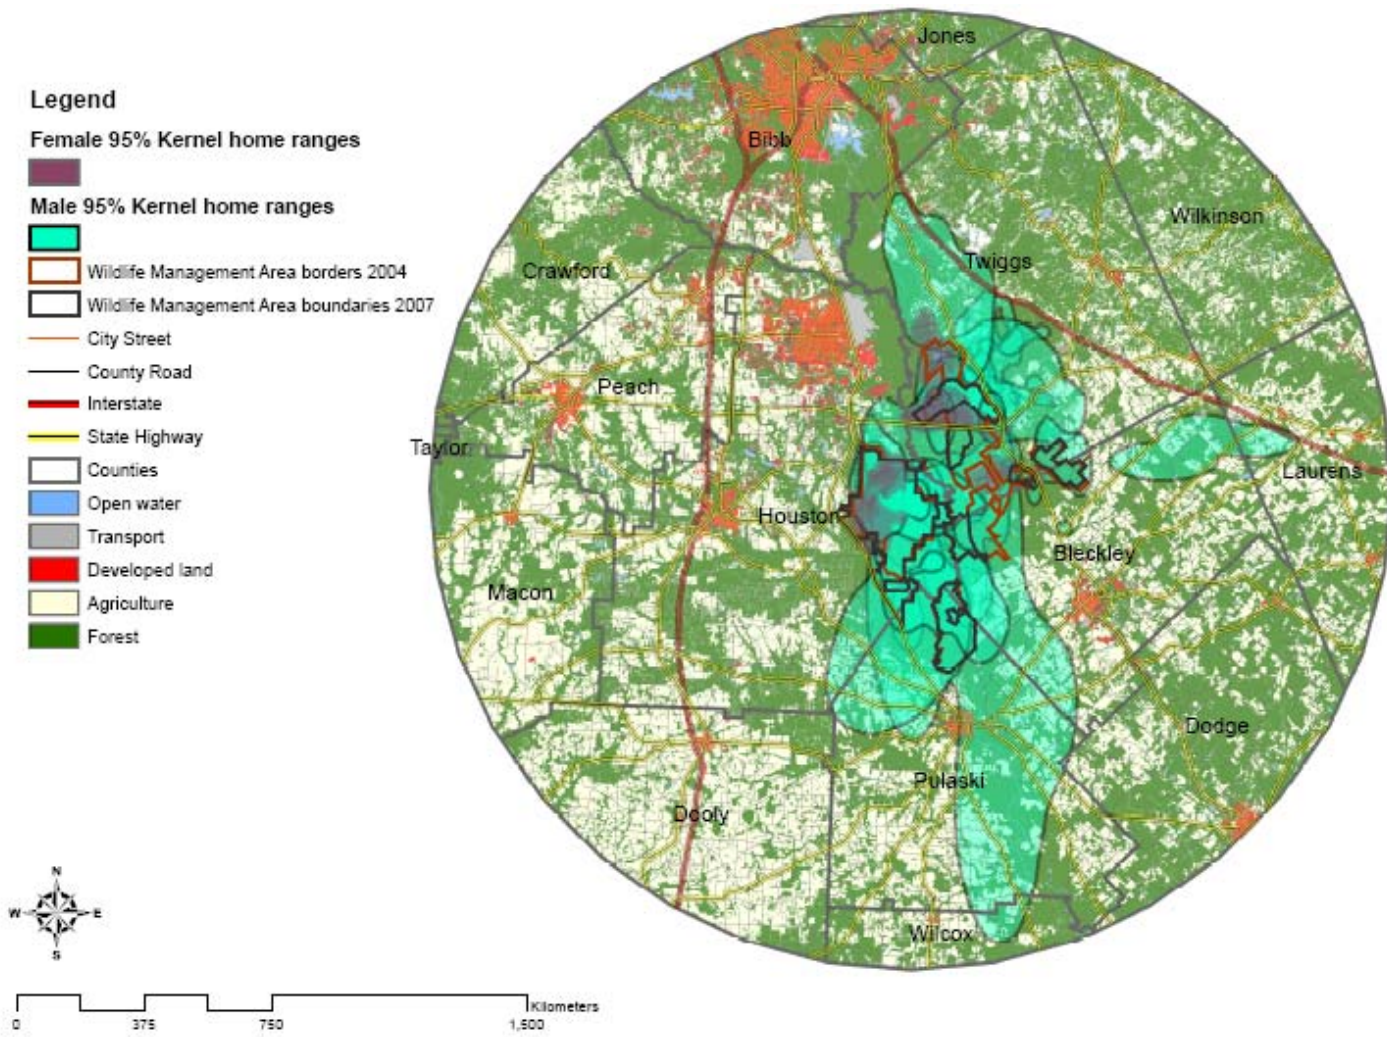 Legend
Female 95% Kernel home ranges
Male 95% Kernel home ranges
Wildlife Management Area borders 2004
Wildlife Management Area boundaries 2007
City Street
County Road
Interstate
State Highway
Counties
Open water
Transport
Developed land
Agriculture
Forest
Jones
Bibb
Wilkinson
Twiggs
Crawford
Peach
Taylor
Laurens
Houston
Bleckley
Macon
Dodge
Pulaski
Dooly
Wilcox
N
W E
S
Kilometers
0 375 750 1,500